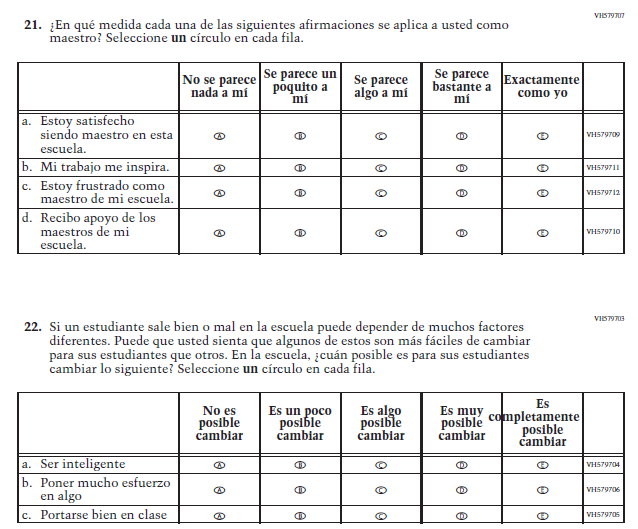 VH579707
21. ¿En qué medida cada una de las siguientes afirmaciones se aplica a usted como
maestro? Seleccione un círculo en cada fila.
No se parece nada a mí
Se parece un poquito a mí
Se parece algo a mí
Se parece bastante a mí
Exactamente como yo
a. Estoy satisfecho
siendo maestro en esta
escuela.
A B C D E VH579709
b. Mi trabajo me inspira. A B C D E VH579711
c. Estoy frustrado como
maestro de mi escuela.
A B C D E VH579712
d. Recibo apoyo de los
maestros de mi
escuela.
A B C D E VH579710
VH579703
22. Si un estudiante sale bien o mal en la escuela puede depender de muchos factores
diferentes. Puede que usted sienta que algunos de estos son más fáciles de cambiar
para sus estudiantes que otros. En la escuela, ¿cuán posible es para sus estudiantes
cambiar lo siguiente? Seleccione un círculo en cada fila.
No es posible cambiar
Es un poco posible cambiar
Es algo posible cambiar
Es muy posible cambiar
Es completamente posible cambiar
a. Ser inteligente A B C D E VH579704
b. Poner mucho esfuerzo
en algo
A B C D E VH579706
c. Portarse bien en clase A B C D E VH579705